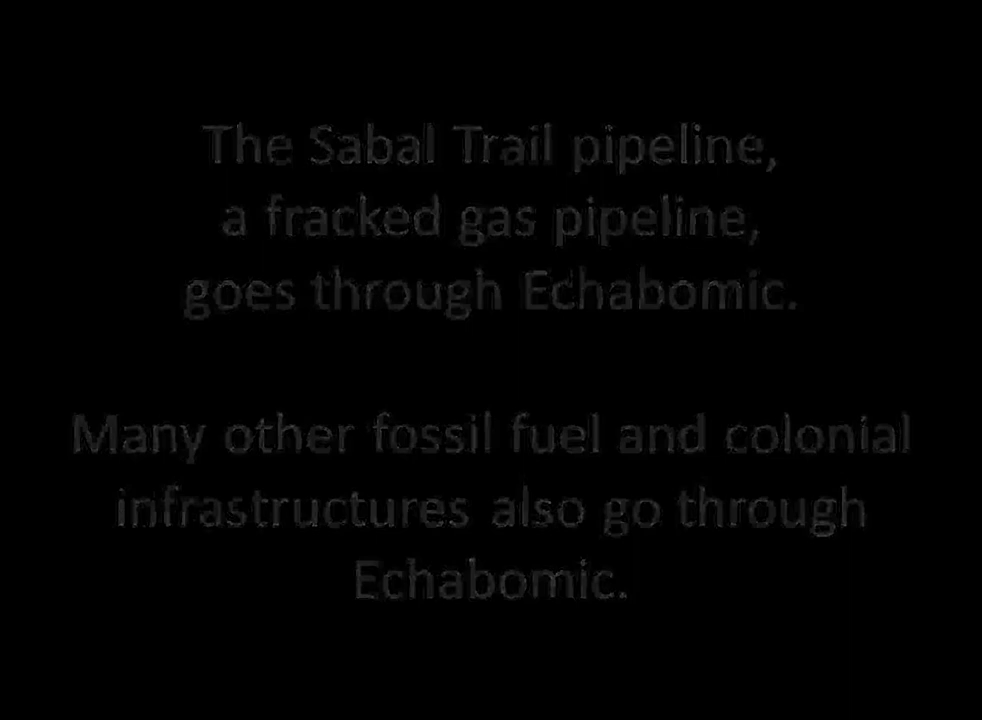 The Sabal Trail pipeline,
a fracked gas pipeline,
goes through Echabomic.
Many other fossil fuel and colonial
infrastructures also go through
Echabomic.